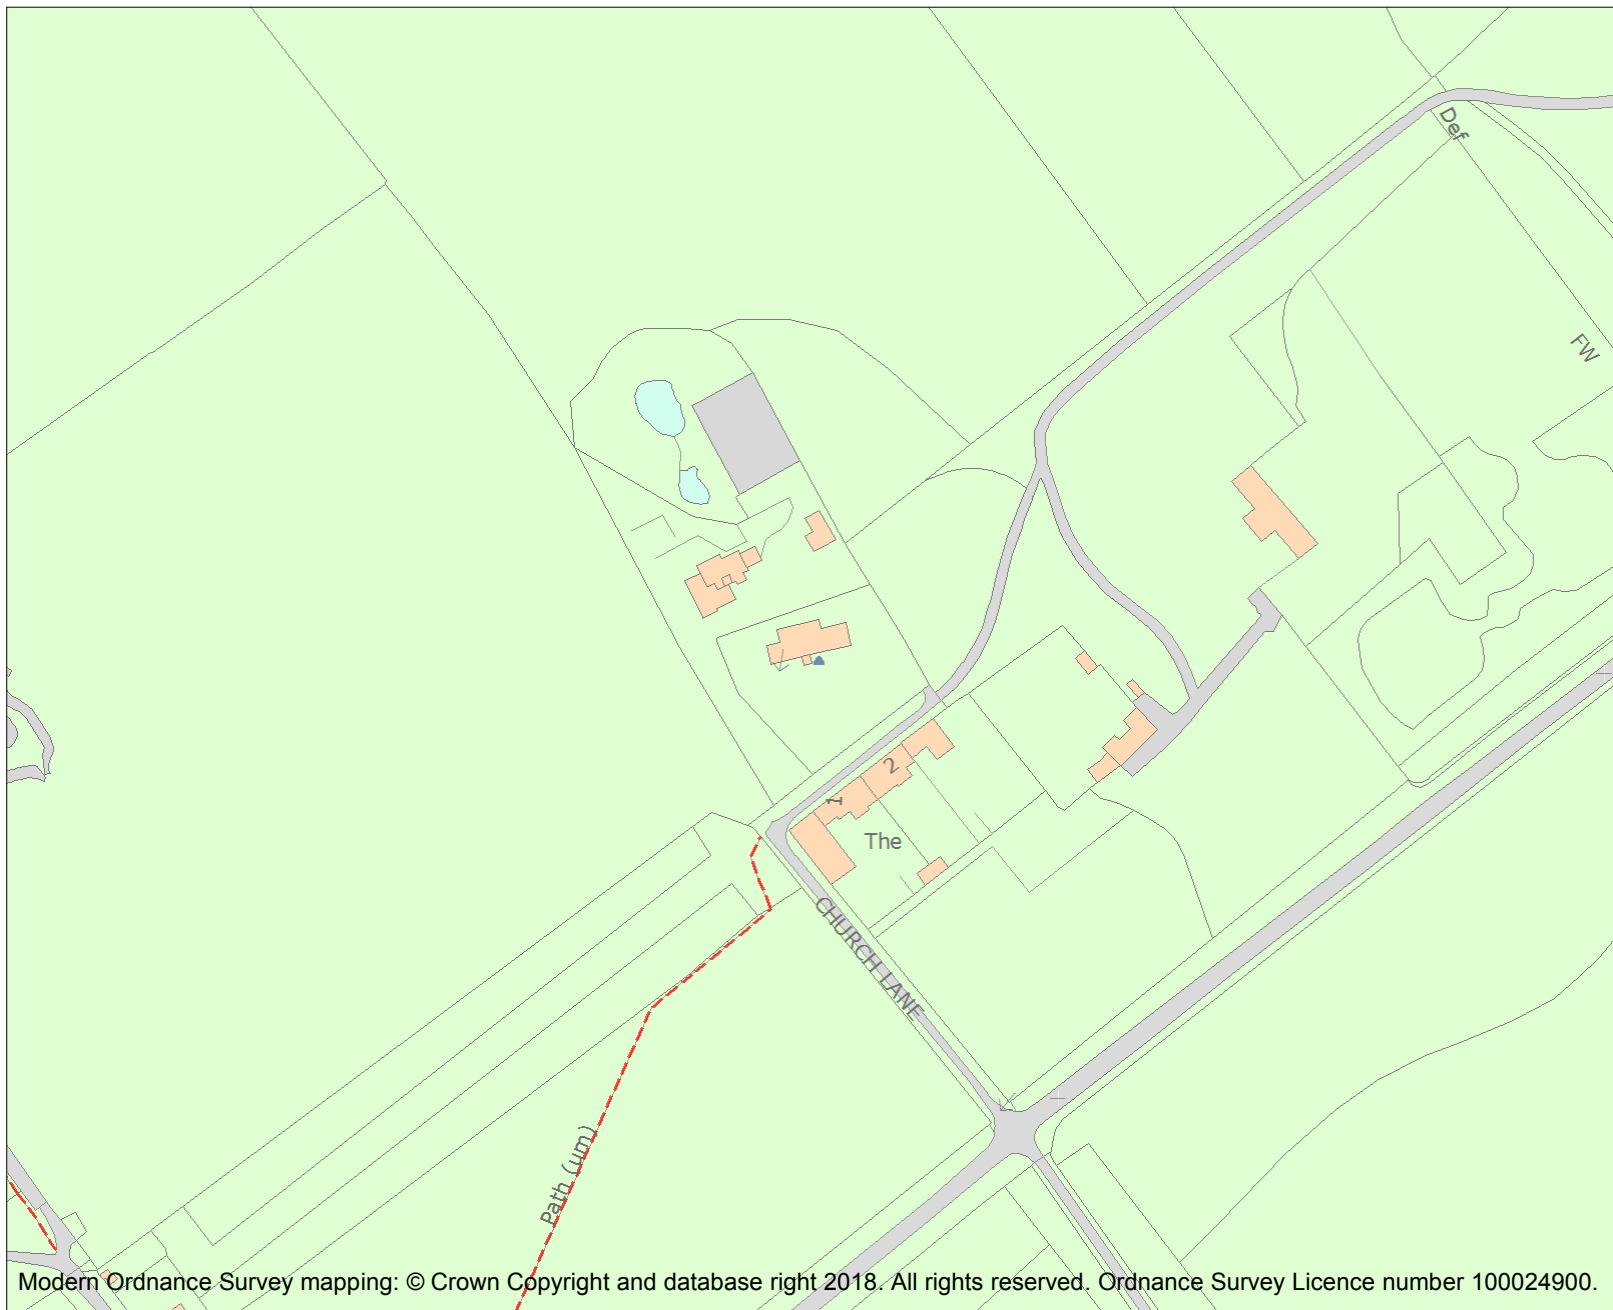 Def
FW
2
1
The
CHURCH LANE
Path (um)
Modern Ordnance Survey mapping: © Crown Copyright and database right 2018. All rights reserved. Ordnance Survey Licence number 100024900.